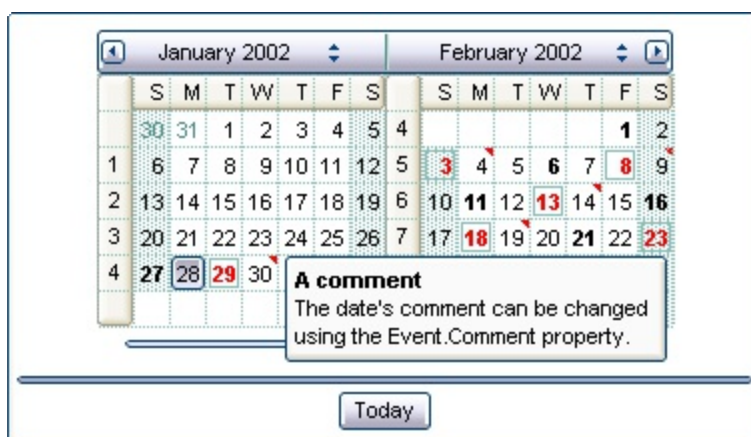 January 2002 February 2002
S M T W T F S S M T W T F S
30 31 1 2 3 4 5 4 1 2
1 6 7 8 9 10 11 12 5 3 4 5 6 7 8 9
2 13 14 15 16 17 18 19 6 10 11 12 13 14 15 16
3 20 21 22 23 24 25 26 7 17 18 19 20 21 22 23
4 27 28 29 30
A comment
The date's comment can be changed
using the Event.Comment property.
Today